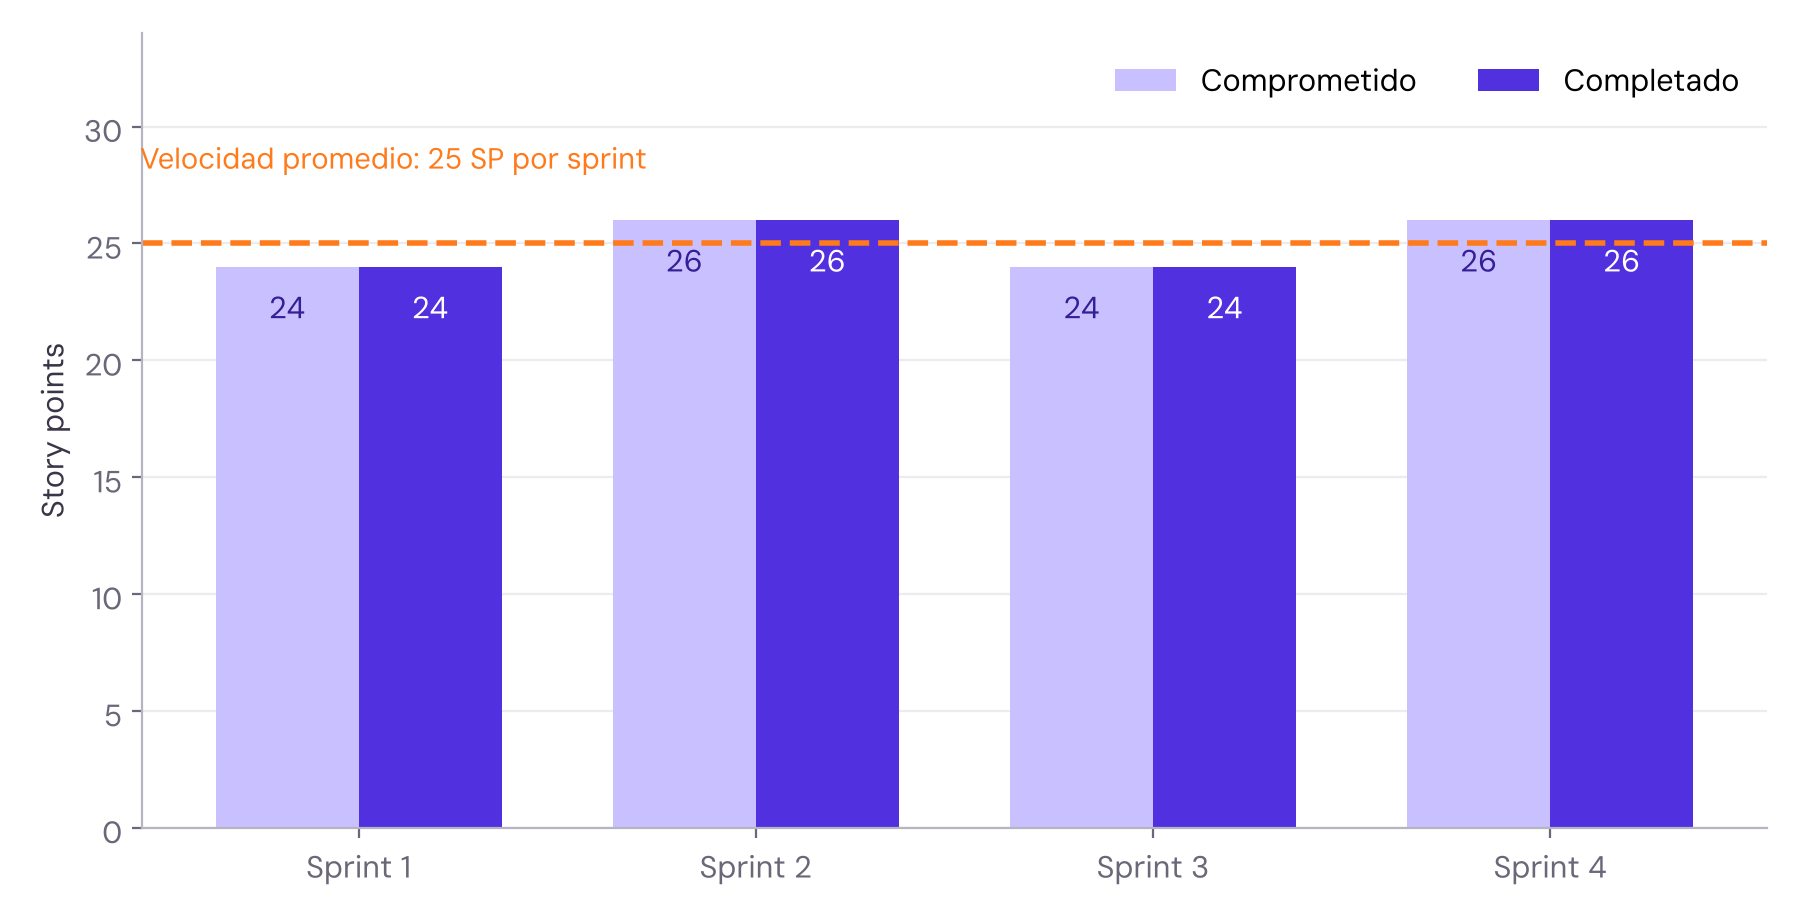 Comprometido
Completado
30
Velocidad promedio: 25 SP por sprint
25
26
26
26
26
24
24
24
24
20
Story points
15
10
5
0
Sprint 1
Sprint 2
Sprint 3
Sprint 4